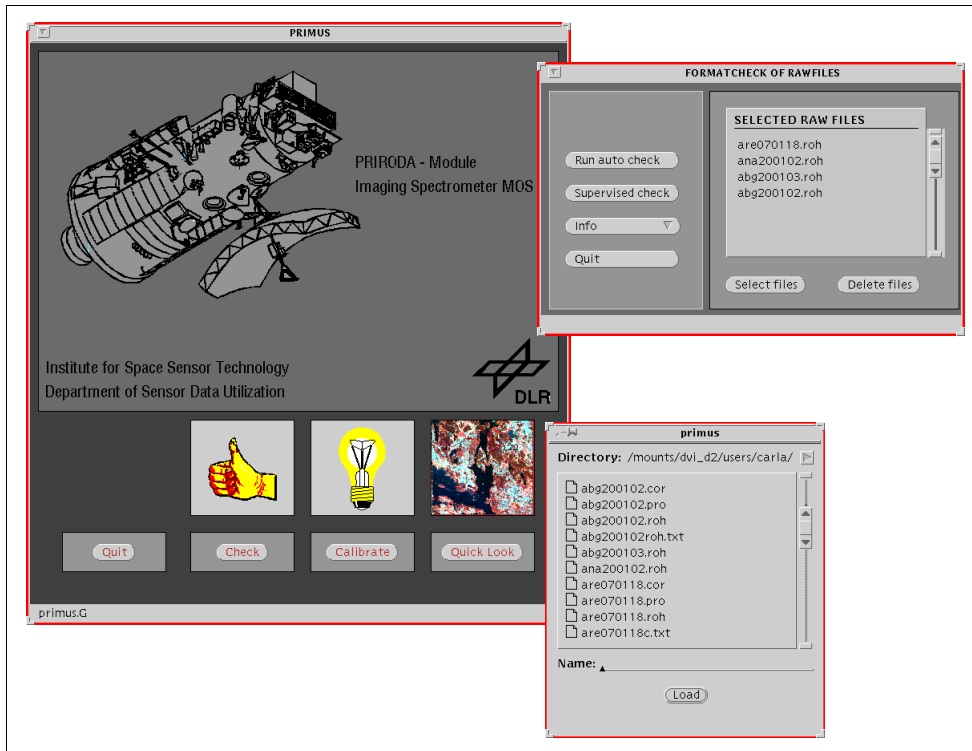 PRIMUS
PRIRODA - Module
Imaging Spectrometer MOS
Institute for Space Sensor Technology
Department of Sensor Data Utilization
DLR
Quit
Check
Calibrate
Quick Look
primus.G
FORMATCHECK OF RAWFILES
Run auto check
Supervised check
Info
Quit
SELECTED RAW FILES
are070118.roh
ana200102.roh
abg200103.roh
abg200102.roh
Select files
Delete files
primus
Directory: /mounts/dvi_d2/users/carla/
abg200102.cor
abg200102.pro
abg200102.roh
abg200102roh.txt
abg200103.roh
ana200102.roh
are070118.cor
are070118.pro
are070118.roh
are070118c.txt
Name:
Load